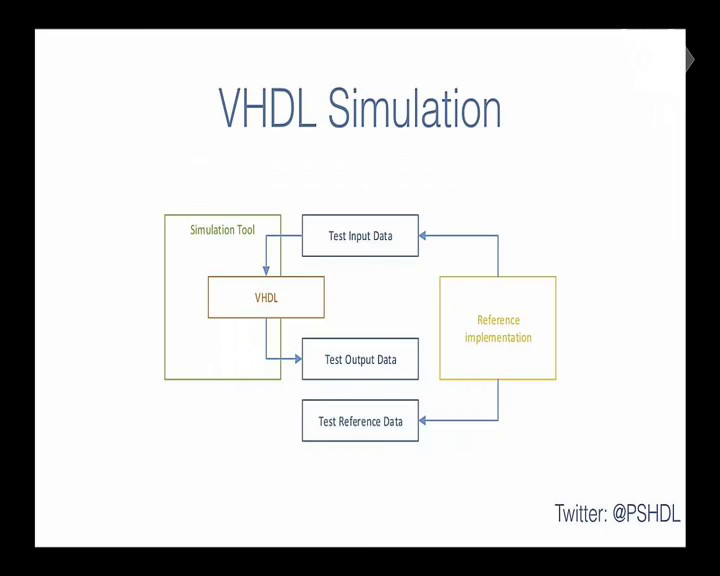 VHDL Simulation
Simulation Tool
Test Input Data
VHDL
Reference
implementation
Test Output Data
Test Reference Data
Twitter: @PSHDL